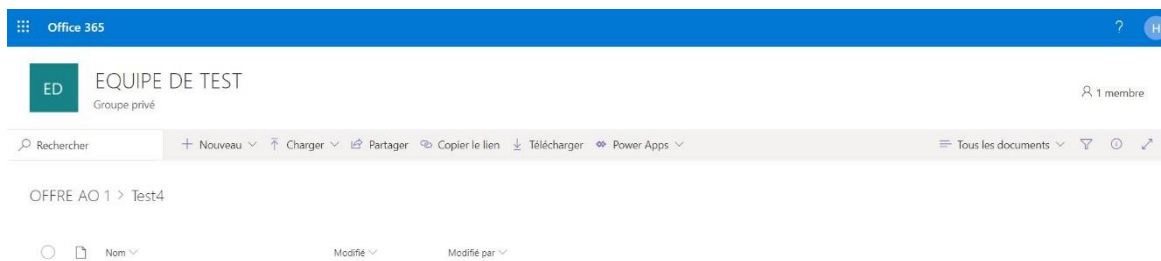 Office 365 ? H
ED EQUIPE DE TEST
Groupe privé
1 membre
Rechercher + Nouveau Charger Partager Copier le lien Télécharger Power Apps Tous les documents
OFFRE AO 1 > Test4
Nom Modifié Modifié par